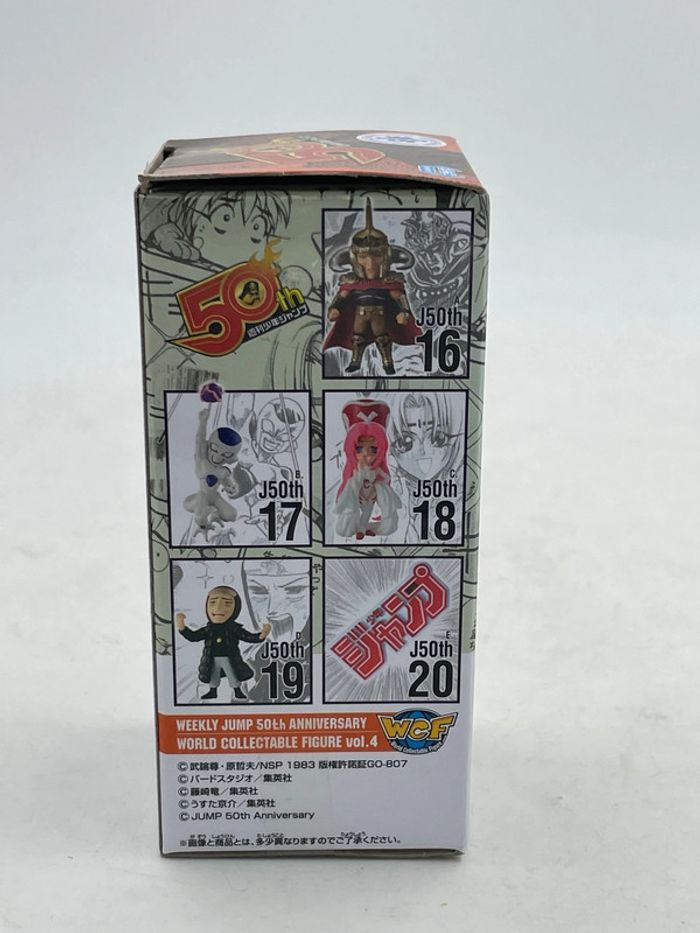 50th
週刊少年ジャンプ
A
J50th
16
B.
J50th
17
C.
J50th
18
D
J50th
19
少年
ジャンプ
E.
J50th
20
WEEKLY JUMP 50th ANNIVERSARY
WORLD COLLECTABLE FIGURE vol.4
WCF
World Collectable Figure
©武論尊・原哲夫/NSP 1983 版権許諾証GO-807
©バードスタジオ/集英社
©藤崎竜/集英社
©うすた京介/集英社
©JUMP 50th Anniversary
※画像と商品とは、多少異なりますのでご了承ください。